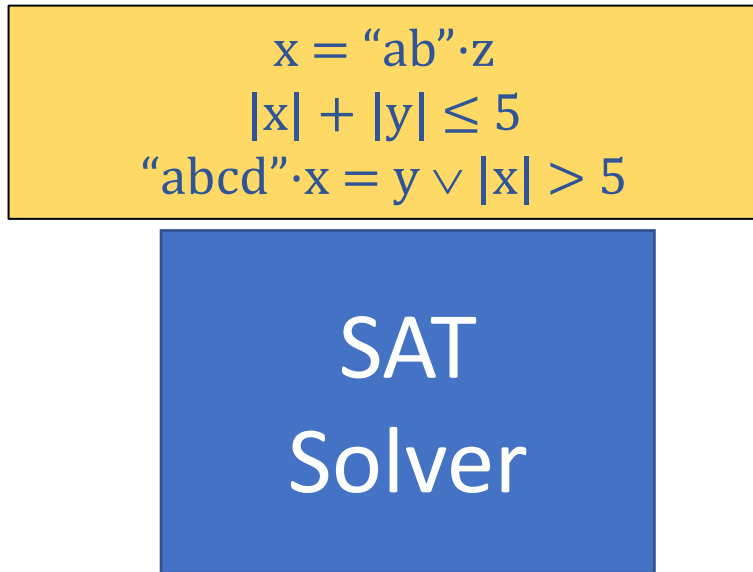 x = “ab”·z
|x| + |y| ≤ 5
“abcd”·x = y ∨ |x| > 5
SAT
Solver